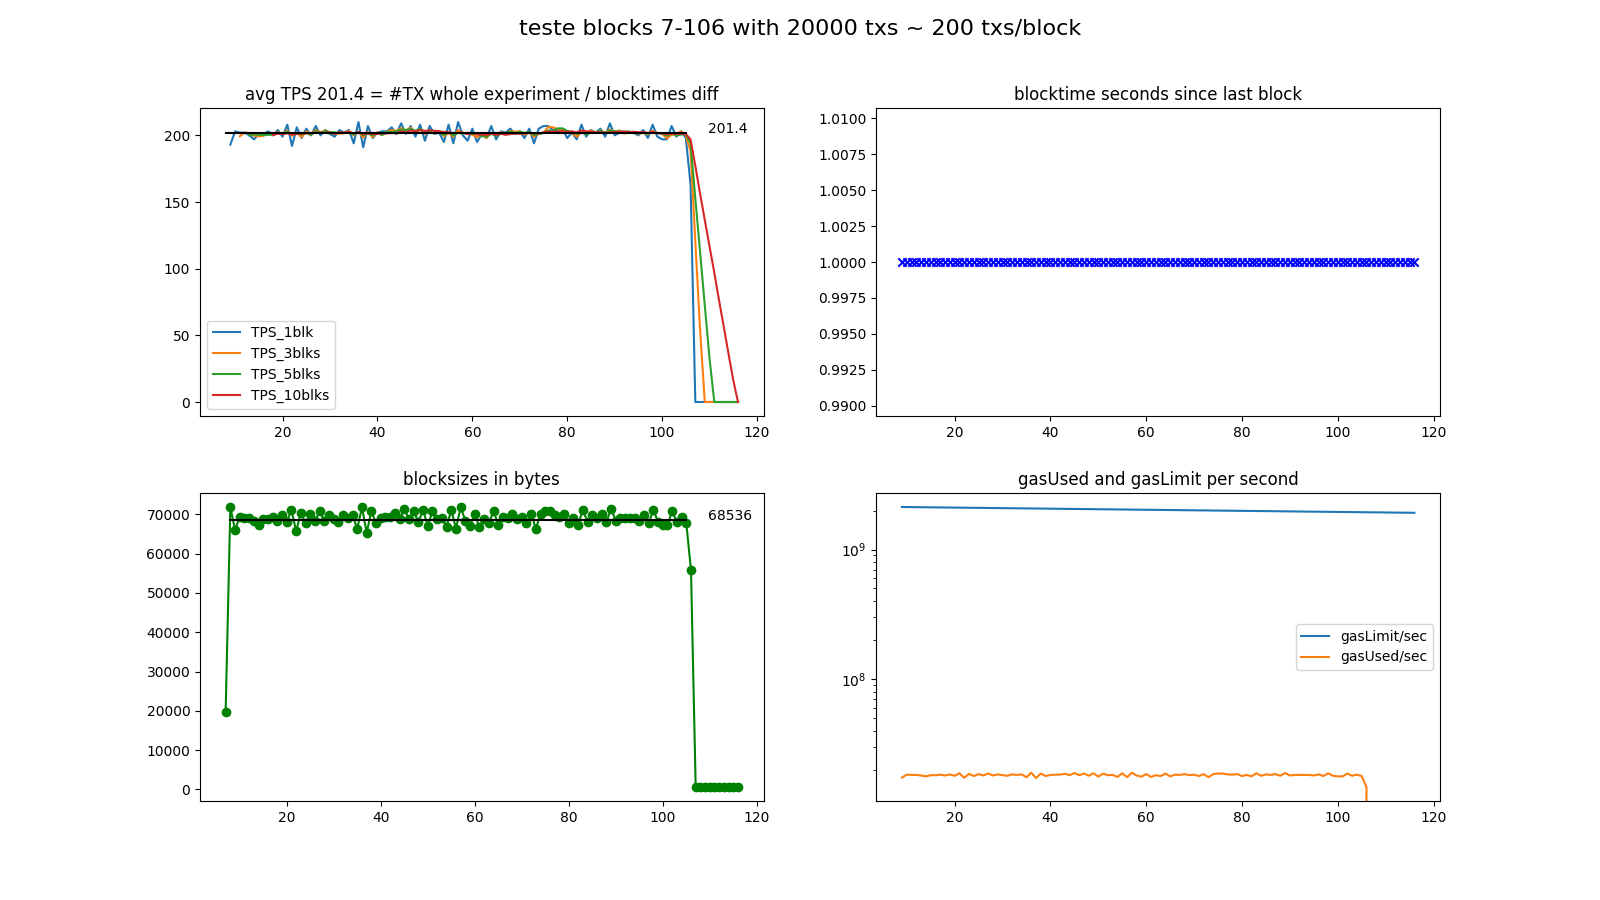 teste blocks 7-106 with 20000 txs ~ 200 txs/block
avg TPS 201.4 = #TX whole experiment / blocktimes diff
200
150
100
50
0
201.4
TPS_1blk
TPS_3blks
TPS_5blks
TPS_10blks
20 40 60 80 100 120
blocktime seconds since last block
1.0100
1.0075
1.0050
1.0025
1.0000
0.9975
0.9950
0.9925
0.9900
20 40 60 80 100 120
blocksizes in bytes
70000
60000
50000
40000
30000
20000
10000
0
68536
20 40 60 80 100 120
gasUsed and gasLimit per second
10⁹
10⁸
gasLimit/sec
gasUsed/sec
20 40 60 80 100 120